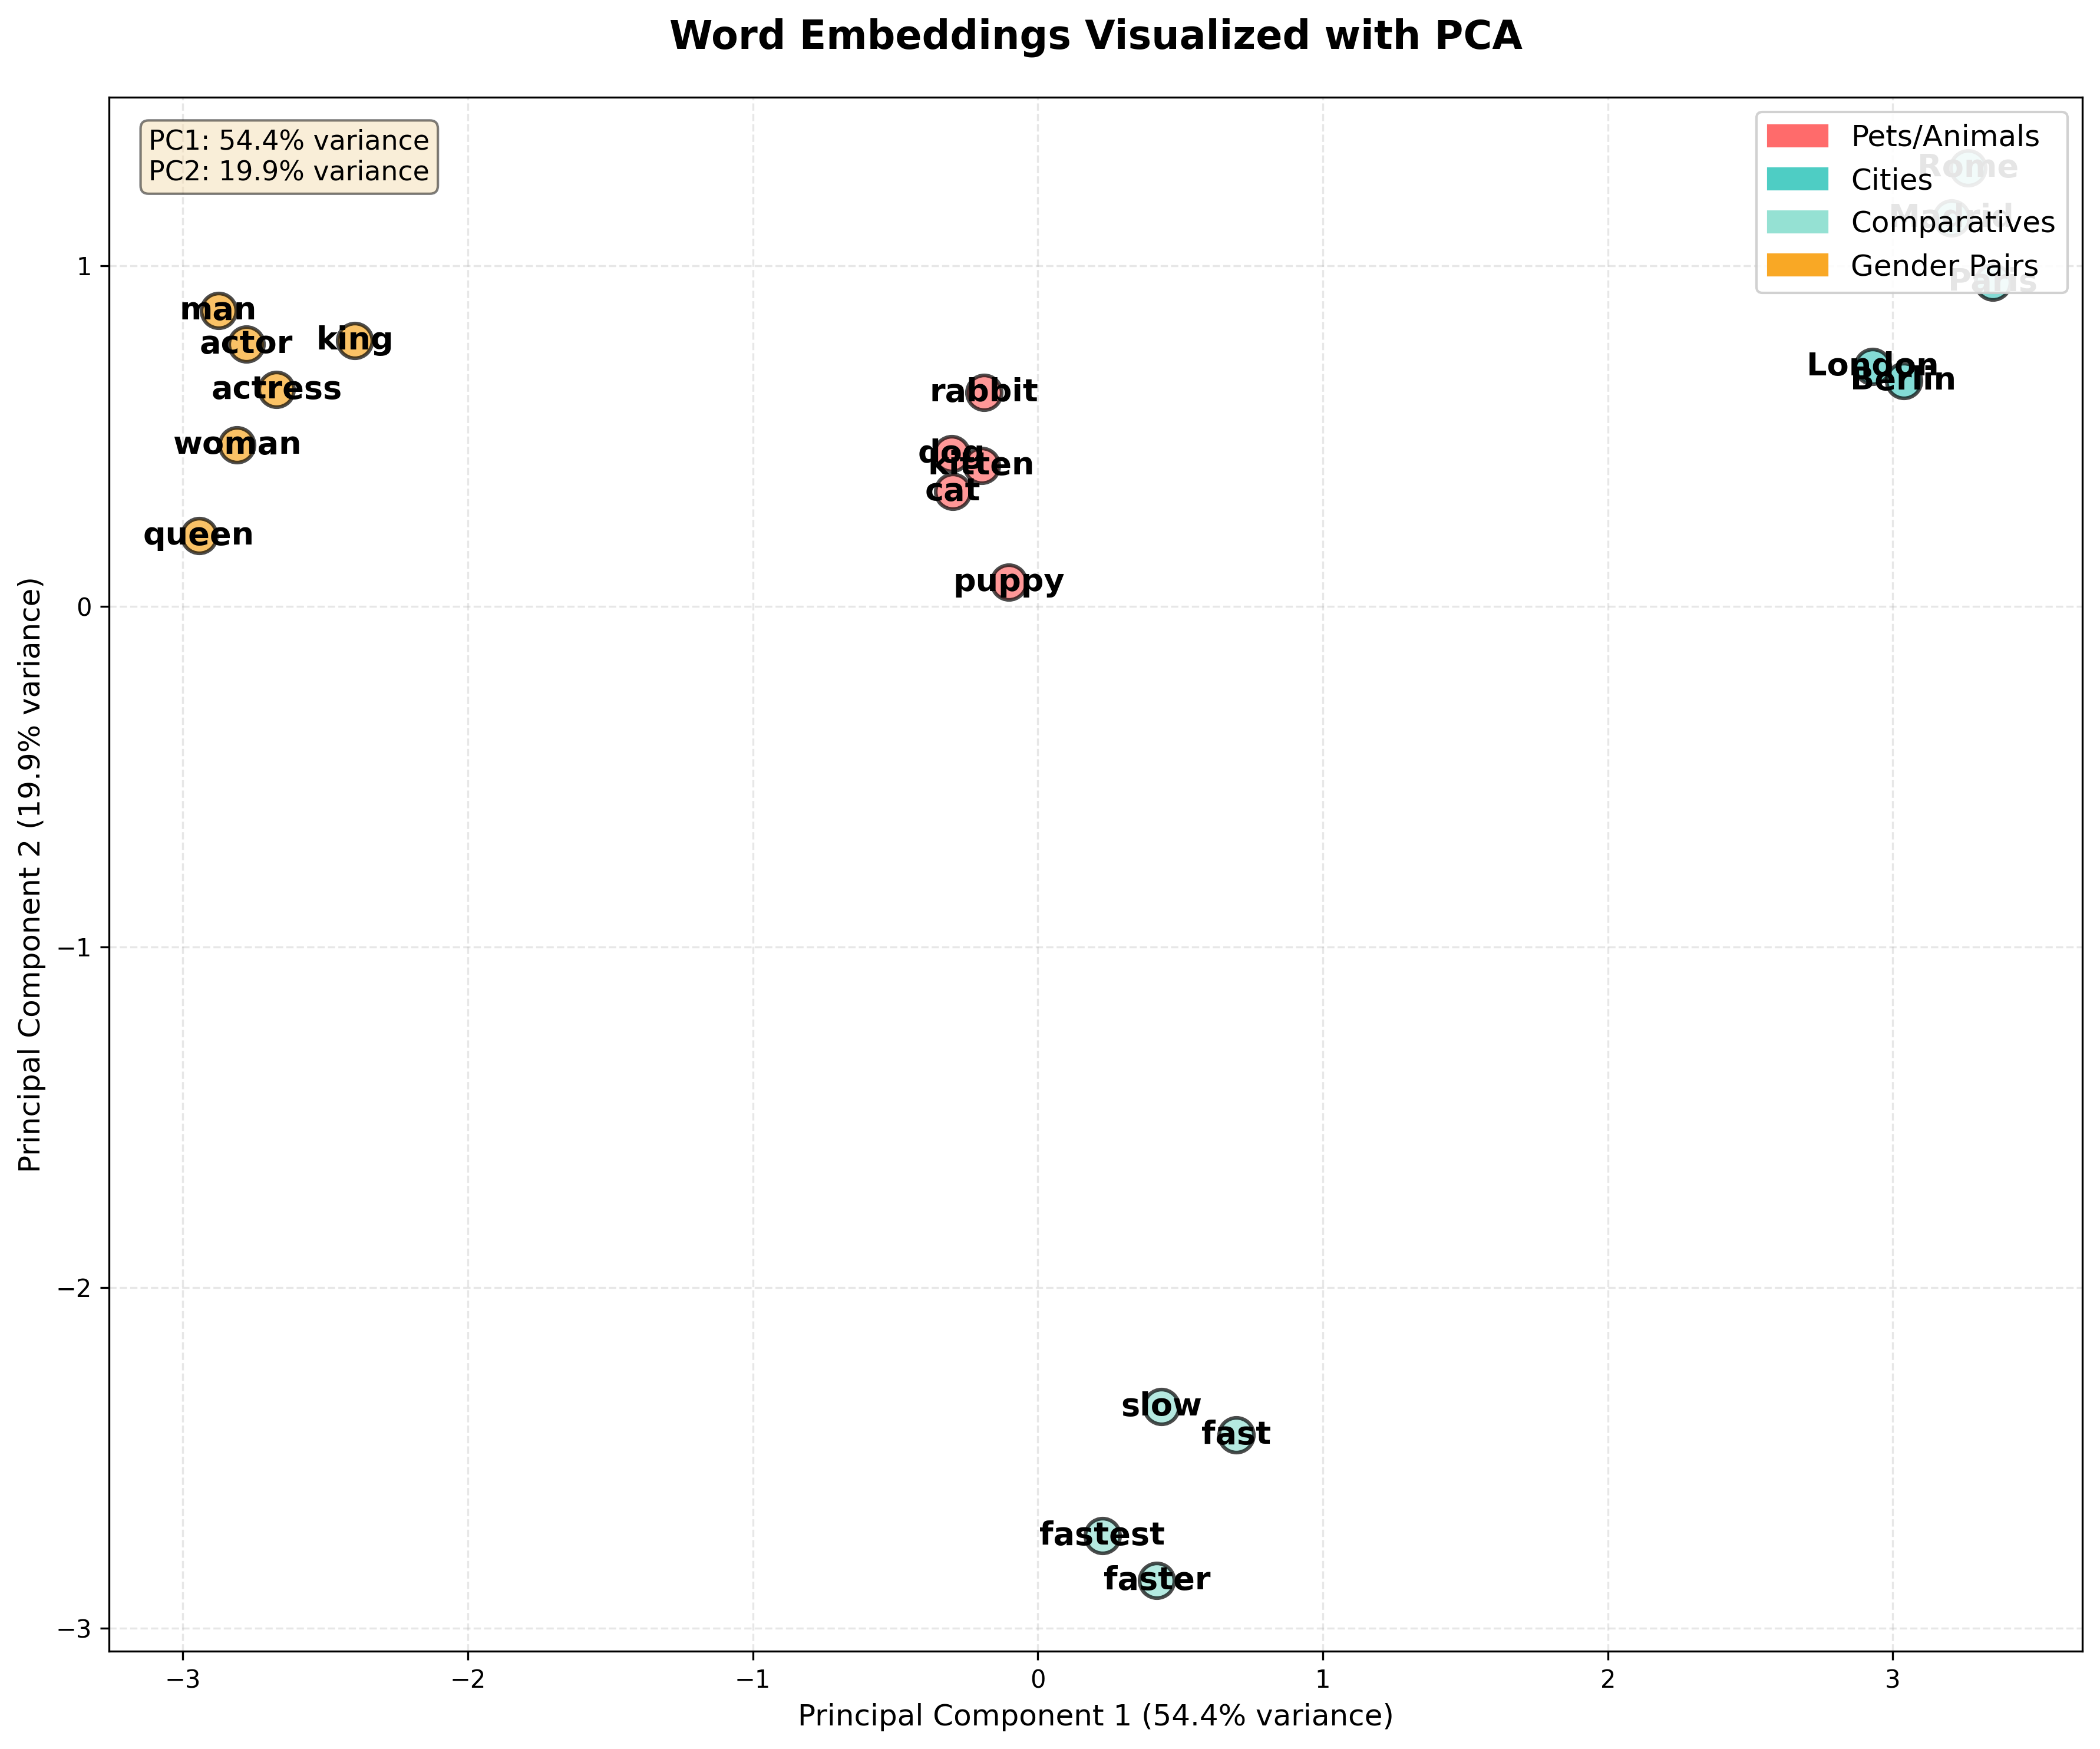 Word Embeddings Visualized with PCA
PC1: 54.4% variance
PC2: 19.9% variance
Pets/Animals
Cities
Comparatives
Gender Pairs
Rome
Madrid
Paris
London
Berlin
man
actor
king
actress
woman
queen
rabbit
dog
kitten
cat
puppy
slow
fast
fastest
faster
1
0
−1
−2
−3
Principal Component 2 (19.9% variance)
−3
−2
−1
0
1
2
3
Principal Component 1 (54.4% variance)